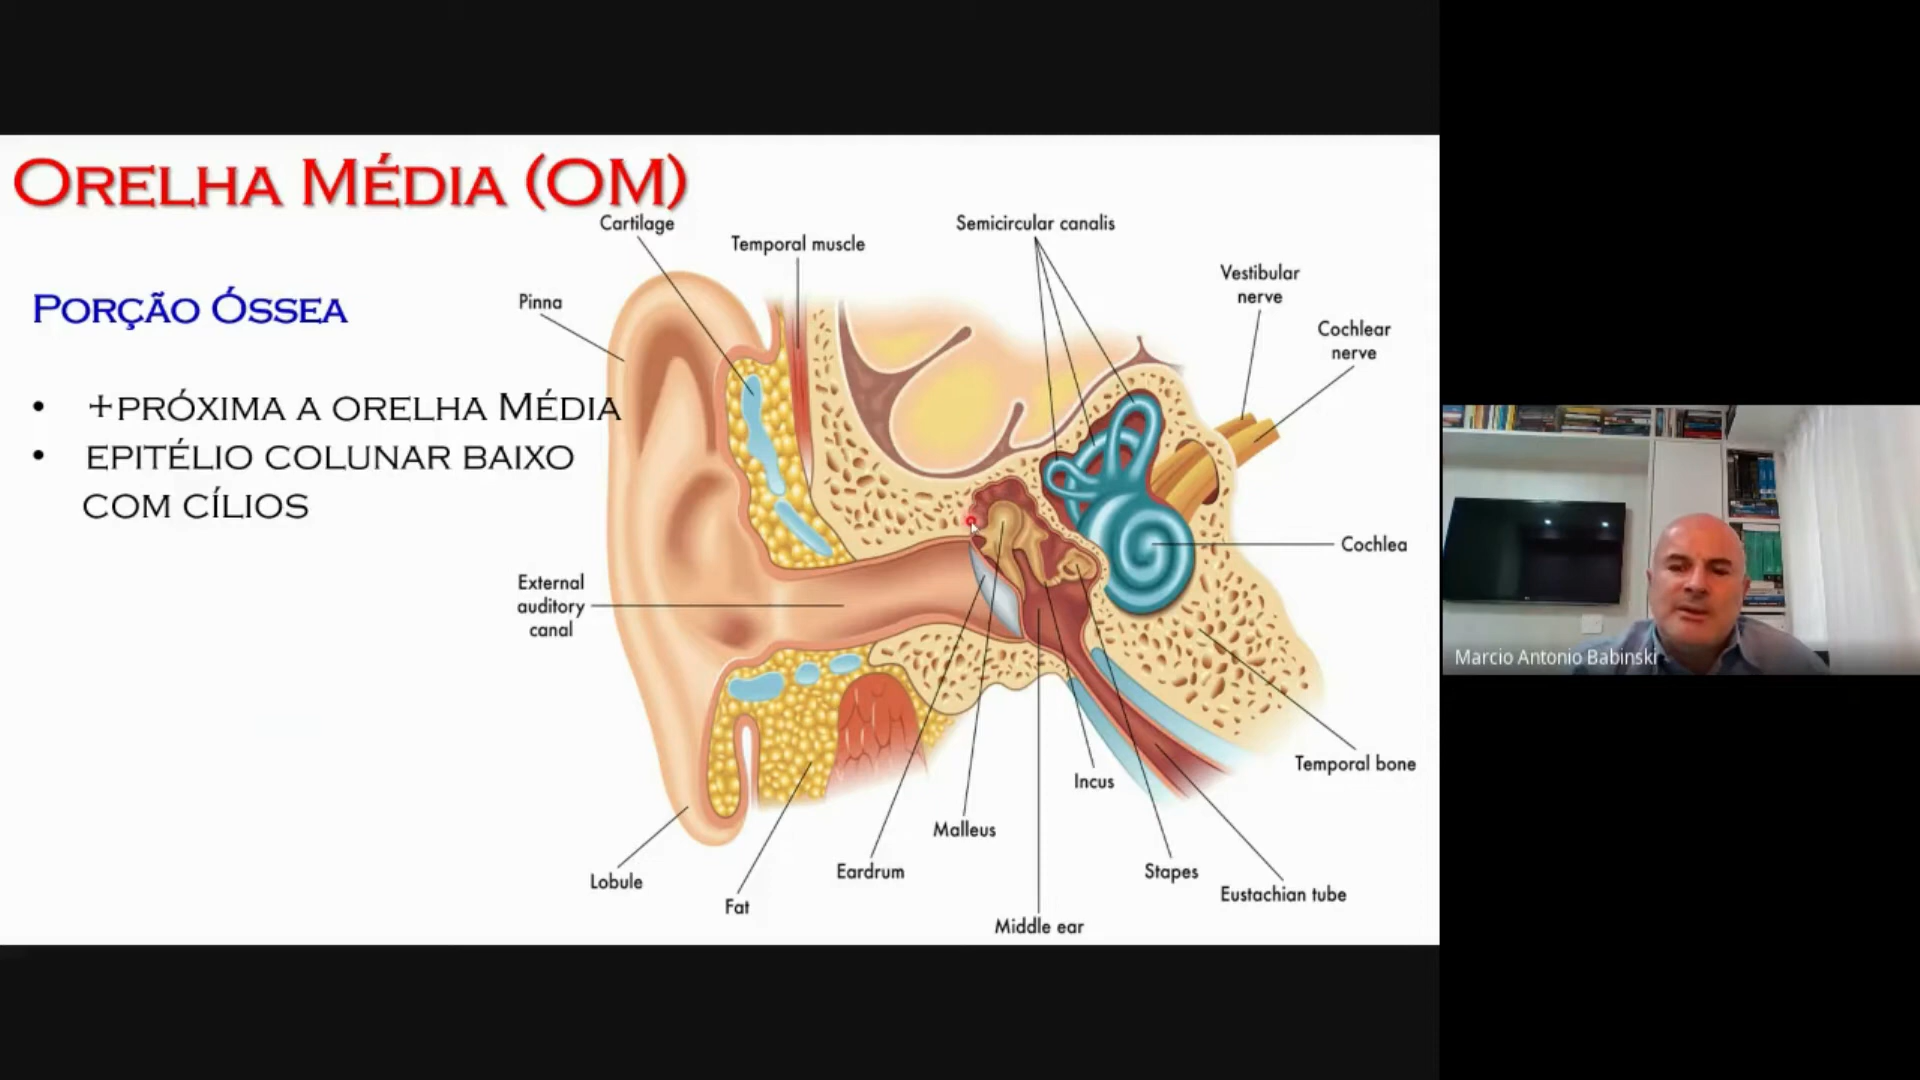 ORELHA MÉDIA (OM)
PORÇÃO ÓSSEA
• +PRÓXIMA A ORELHA MÉDIA
• EPITÉLIO COLUNAR BAIXO
COM CÍLIOS
Cartilage
Temporal muscle
Semicircular canalis
Pinna
Vestibular
nerve
Cochlear
nerve
Cochlea
External
auditory
canal
Temporal bone
Incus
Malleus
Eardrum
Stapes
Lobule
Eustachian tube
Fat
Middle ear
Marcio Antonio Babinski